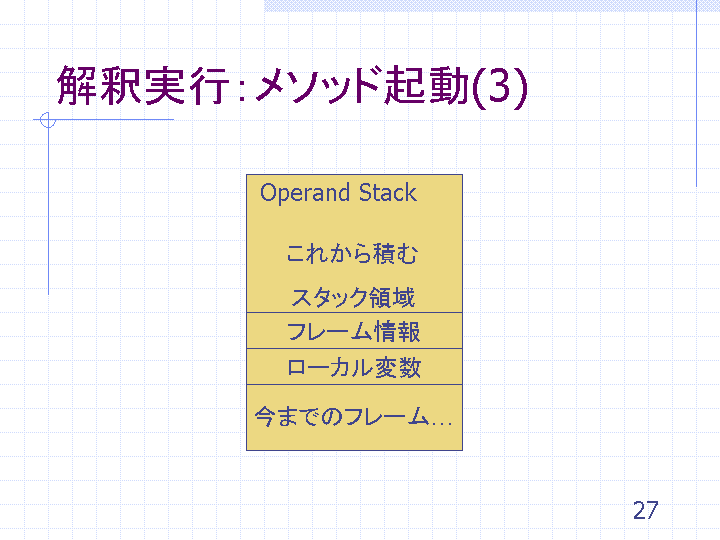 解釈実行:メソッド起動(3)
Operand Stack
これから積む
スタック領域
フレーム情報
ローカル変数
今までのフレーム…
27